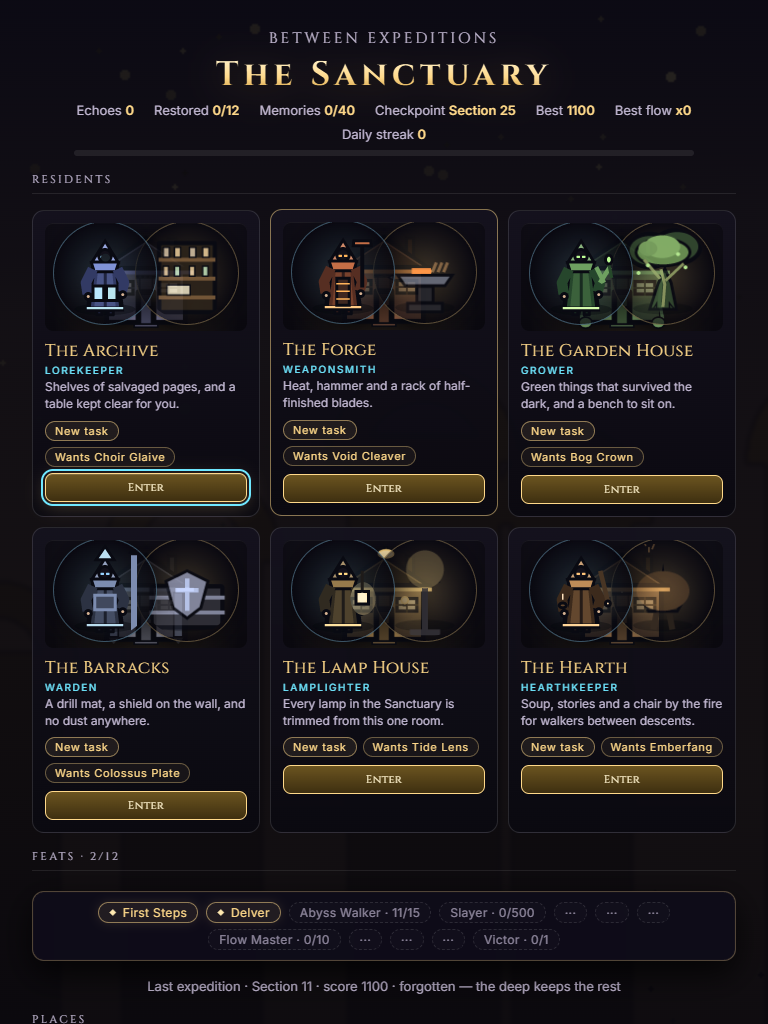 BETWEEN EXPEDITIONS
The Sanctuary
Echoes 0 Restored 0/12 Memories 0/40 Checkpoint Section 25 Best 1100 Best flow x0
Daily streak 0
RESIDENTS
The Archive
LOREKEEPER
Shelves of salvaged pages, and a
table kept clear for you.
New task
Wants Choir Glaive
Enter
The Forge
WEAPONSMITH
Heat, hammer and a rack of half-
finished blades.
New task
Wants Void Cleaver
Enter
The Garden House
GROWER
Green things that survived the
dark, and a bench to sit on.
New task
Wants Bog Crown
Enter
The Barracks
WARDEN
A drill mat, a shield on the wall, and
no dust anywhere.
New task
Wants Colossus Plate
Enter
The Lamp House
LAMPLIGHTER
Every lamp in the Sanctuary is
trimmed from this one room.
New task Wants Tide Lens
Enter
The Hearth
HEARTHKEEPER
Soup, stories and a chair by the fire
for walkers between descents.
New task Wants Emberfang
Enter
FEATS · 2/12
◆ First Steps ◆ Delver Abyss Walker · 11/15 Slayer · 0/500 ··· ··· ···
Flow Master · 0/10 ··· ··· ··· Victor · 0/1
Last expedition · Section 11 · score 1100 · forgotten — the deep keeps the rest
PLACES